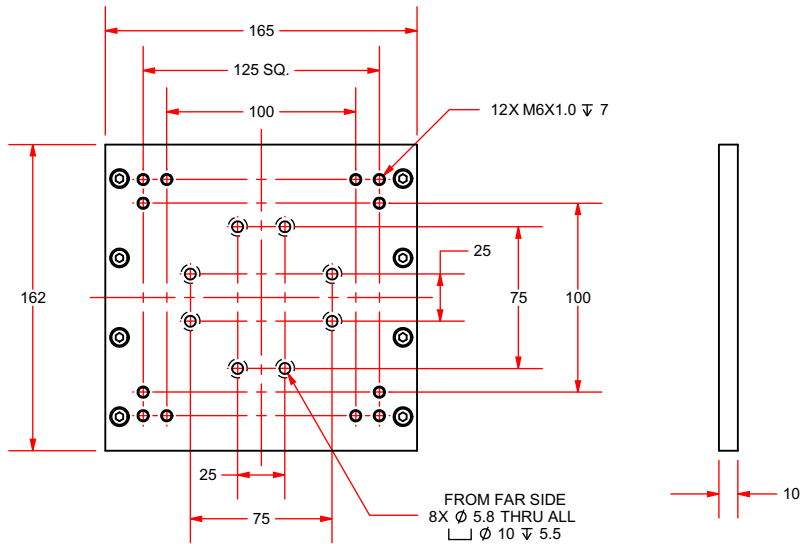 165
125 SQ.
100
12X M6X1.0 ↧ 7
25
162
75
100
25
10
75
FROM FAR SIDE
8X Ø 5.8 THRU ALL
⌴ Ø 10 ↧ 5.5